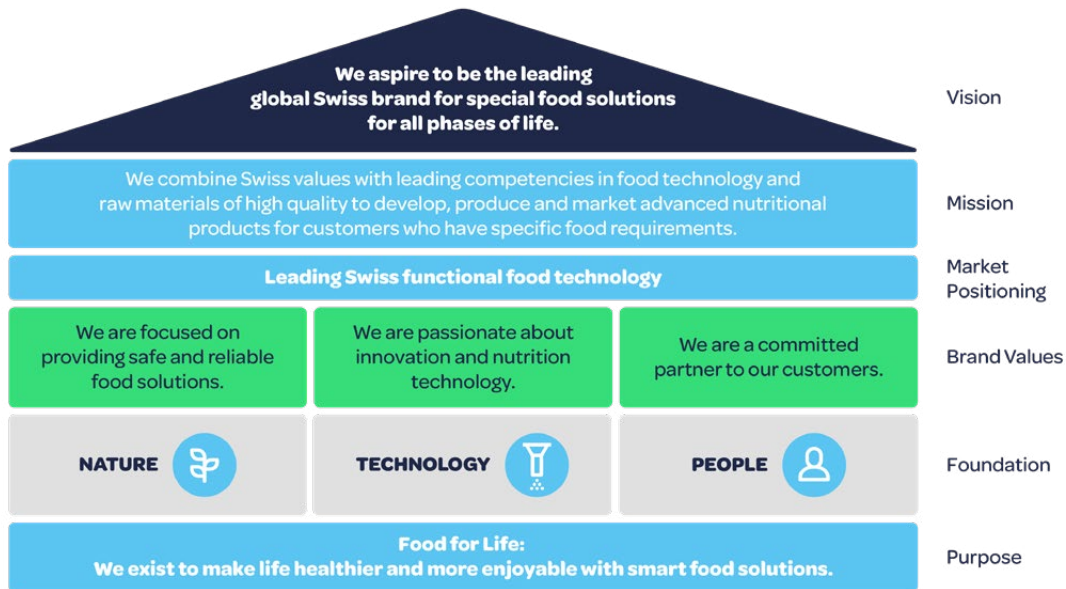 We aspire to be the leading
global Swiss brand for special food solutions
for all phases of life.
Vision
We combine Swiss values with leading competencies in food technology and
raw materials of high quality to develop, produce and market advanced nutritional
products for customers who have specific food requirements.
Mission
Leading Swiss functional food technology
Market
Positioning
We are focused on
providing safe and reliable
food solutions.
We are passionate about
innovation and nutrition
technology.
We are a committed
partner to our customers.
Brand Values
NATURE
TECHNOLOGY
PEOPLE
Foundation
Food for Life:
We exist to make life healthier and more enjoyable with smart food solutions.
Purpose